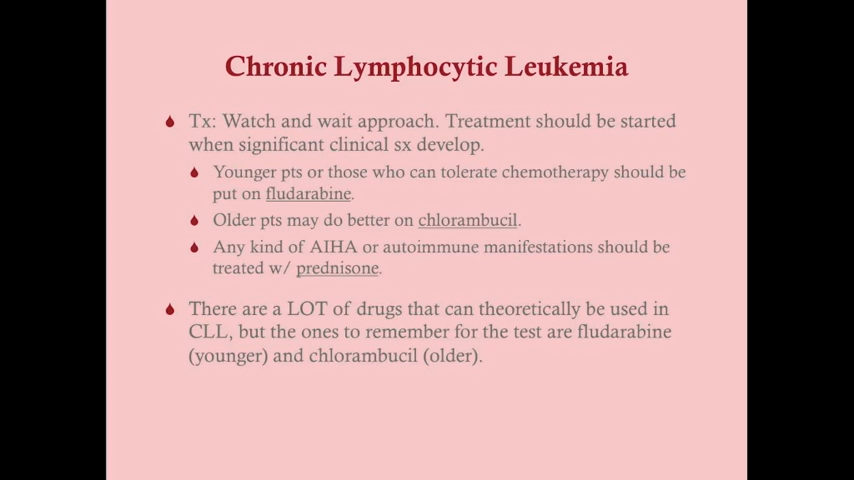 Chronic Lymphocytic Leukemia
Tx: Watch and wait approach. Treatment should be started
when significant clinical sx develop.
Younger pts or those who can tolerate chemotherapy should be
put on fludarabine.
Older pts may do better on chlorambucil.
Any kind of AIHA or autoimmune manifestations should be
treated w/ prednisone.
There are a LOT of drugs that can theoretically be used in
CLL, but the ones to remember for the test are fludarabine
(younger) and chlorambucil (older).